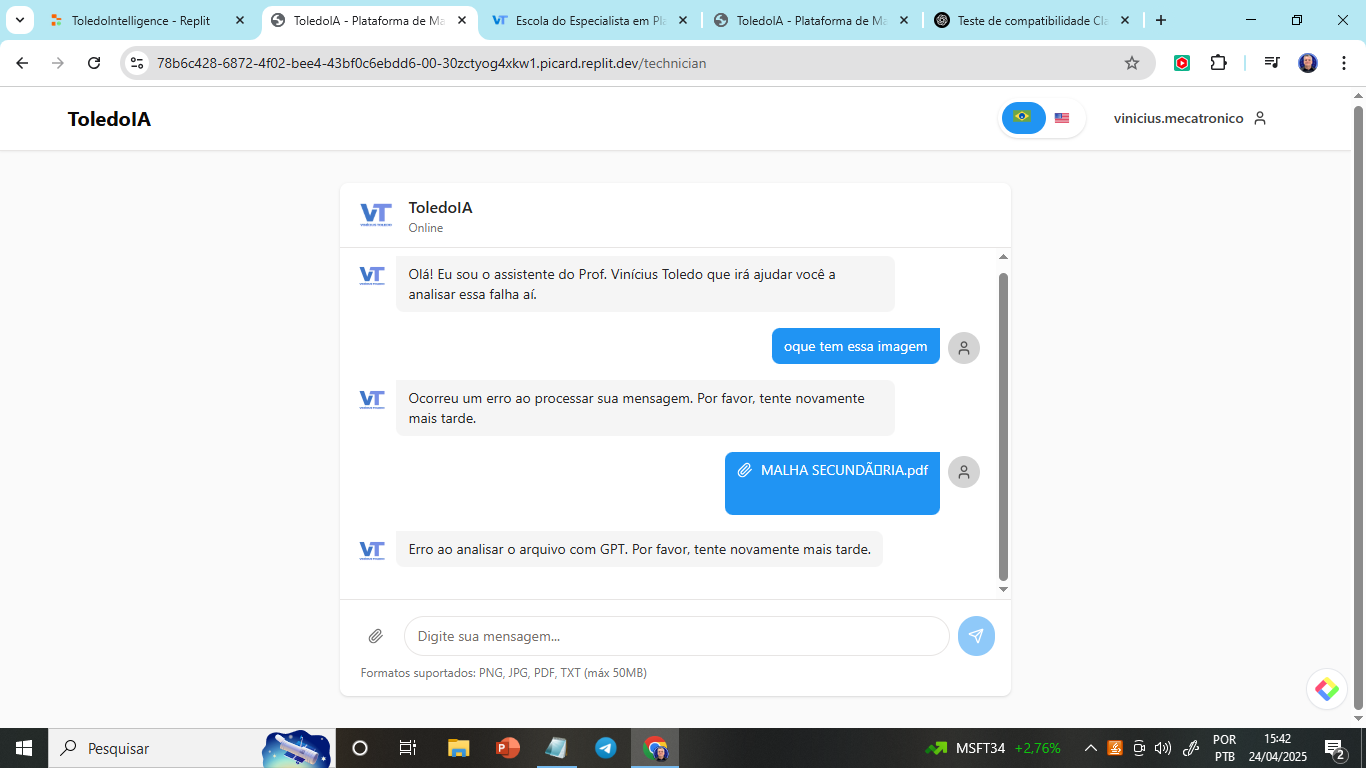 ToledoIntelligence - Replit
ToledoIA - Plataforma de Ma
Escola do Especialista em Pla
ToledoIA - Plataforma de Ma
Teste de compatibilidade Cla
78b6c428-6872-4f02-bee4-43bf0c6ebdd6-00-30zctyog4xkw1.picard.replit.dev/technician
ToledoIA
vinicius.mecatronico
VT
ToledoIA
Online
VT
Olá! Eu sou o assistente do Prof. Vinícius Toledo que irá ajudar você a
analisar essa falha aí.
oque tem essa imagem
VT
Ocorreu um erro ao processar sua mensagem. Por favor, tente novamente
mais tarde.
MALHA SECUNDÃ▯RIA.pdf
VT
Erro ao analisar o arquivo com GPT. Por favor, tente novamente mais tarde.
Digite sua mensagem...
Formatos suportados: PNG, JPG, PDF, TXT (máx 50MB)
Pesquisar
MSFT34 +2,76%
POR
PTB
15:42
24/04/2025
2